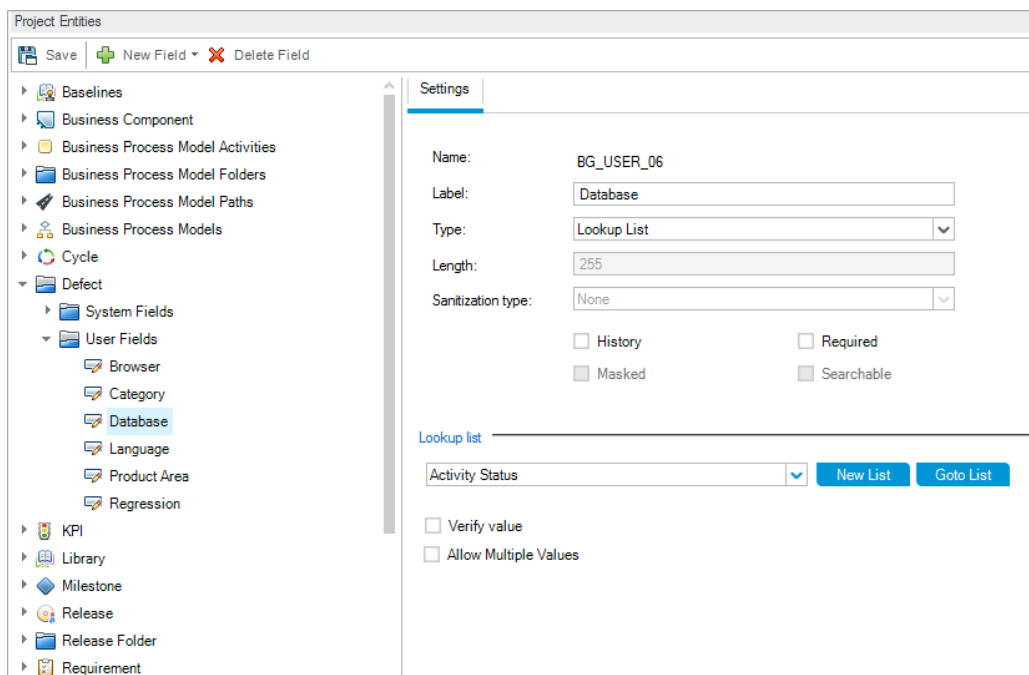 Project Entities
Save New Field Delete Field
Baselines
Business Component
Business Process Model Activities
Business Process Model Folders
Business Process Model Paths
Business Process Models
Cycle
Defect
System Fields
User Fields
Browser
Category
Database
Language
Product Area
Regression
KPI
Library
Milestone
Release
Release Folder
Requirement
Settings
Name: BG_USER_06
Label: Database
Type: Lookup List
Length: 255
Sanitization type: None
History Required
Masked Searchable
Lookup list
Activity Status New List Goto List
Verify value
Allow Multiple Values